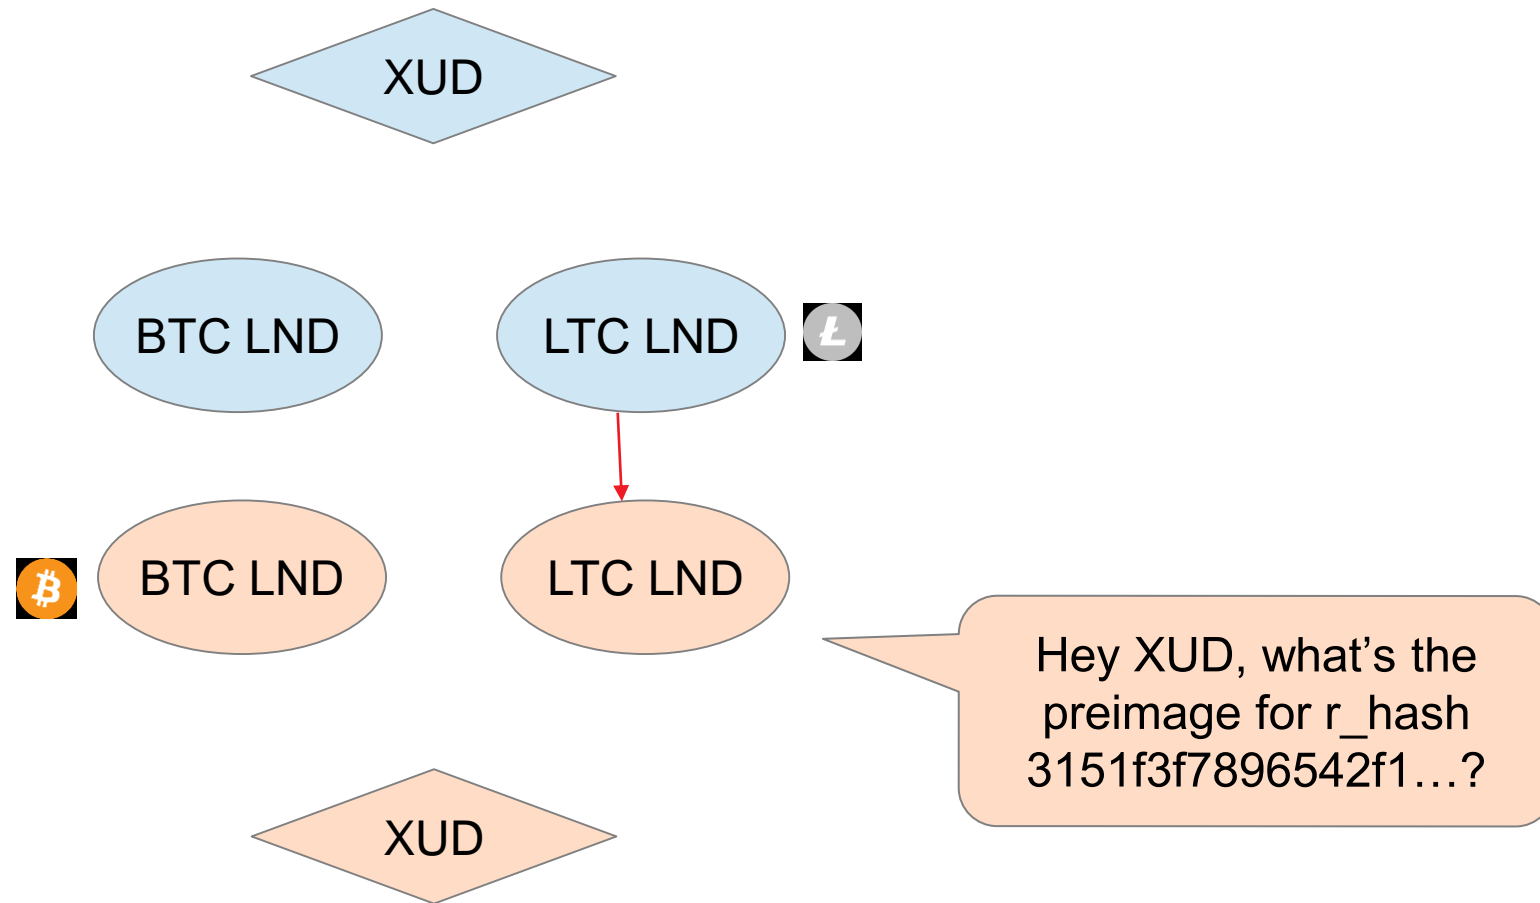 XUD
BTC LND
LTC LND
BTC LND
LTC LND
Hey XUD, what’s the
preimage for r_hash
3151f3f7896542f1…?
XUD